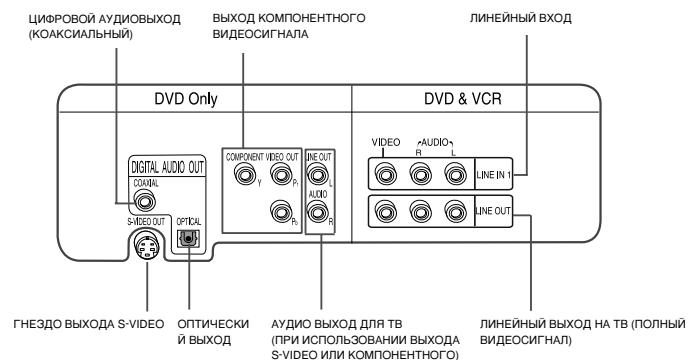 ЦИФРОВОЙ АУДИОВЫХОД
(КОАКСИАЛЬНЫЙ)
ВЫХОД КОМПОНЕНТНОГО
ВИДЕОСИГНАЛА
ЛИНЕЙНЫЙ ВХОД
DVD Only
DVD & VCR
DIGITAL AUDIO OUT
COAXIAL
S-VIDEO OUT
OPTICAL
COMPONENT VIDEO OUT
Y
LINE OUT
L
AUDIO
R
VIDEO
AUDIO
R
L
LINE IN 1
LINE OUT
ГНЕЗДО ВЫХОДА S-VIDEO
ОПТИЧЕСКИ
Й ВЫХОД
АУДИО ВЫХОД ДЛЯ ТВ
(ПРИ ИСПОЛЬЗОВАНИИ ВЫХОДА
S-VIDEO ИЛИ КОМПОНЕНТНОГО)
ЛИНЕЙНЫЙ ВЫХОД НА ТВ (ПОЛНЫЙ
ВИДЕОСИГНАЛ)